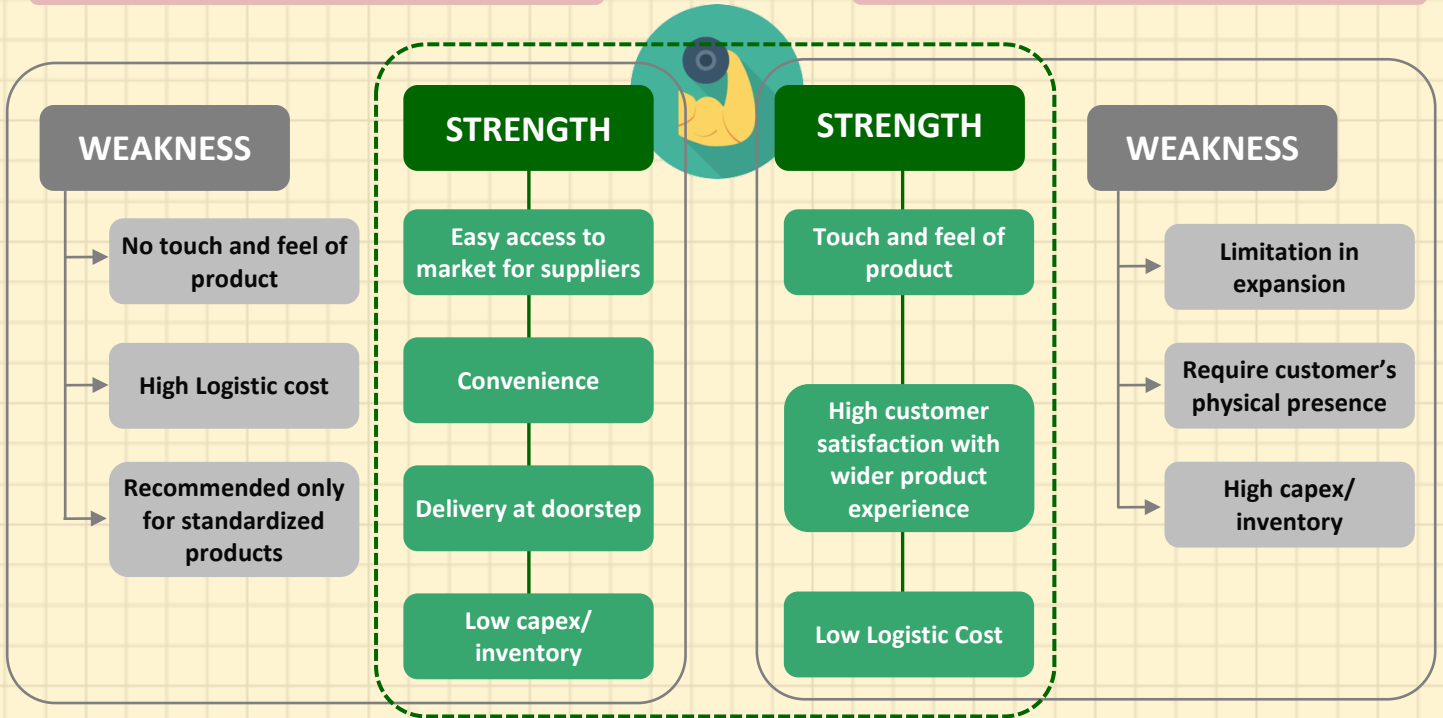 WEAKNESS
No touch and feel of
product
High Logistic cost
Recommended only
for standardized
products
STRENGTH
Easy access to
market for suppliers
Convenience
Delivery at doorstep
Low capex/
inventory
STRENGTH
Touch and feel of
product
High customer
satisfaction with
wider product
experience
Low Logistic Cost
WEAKNESS
Limitation in
expansion
Require customer’s
physical presence
High capex/
inventory